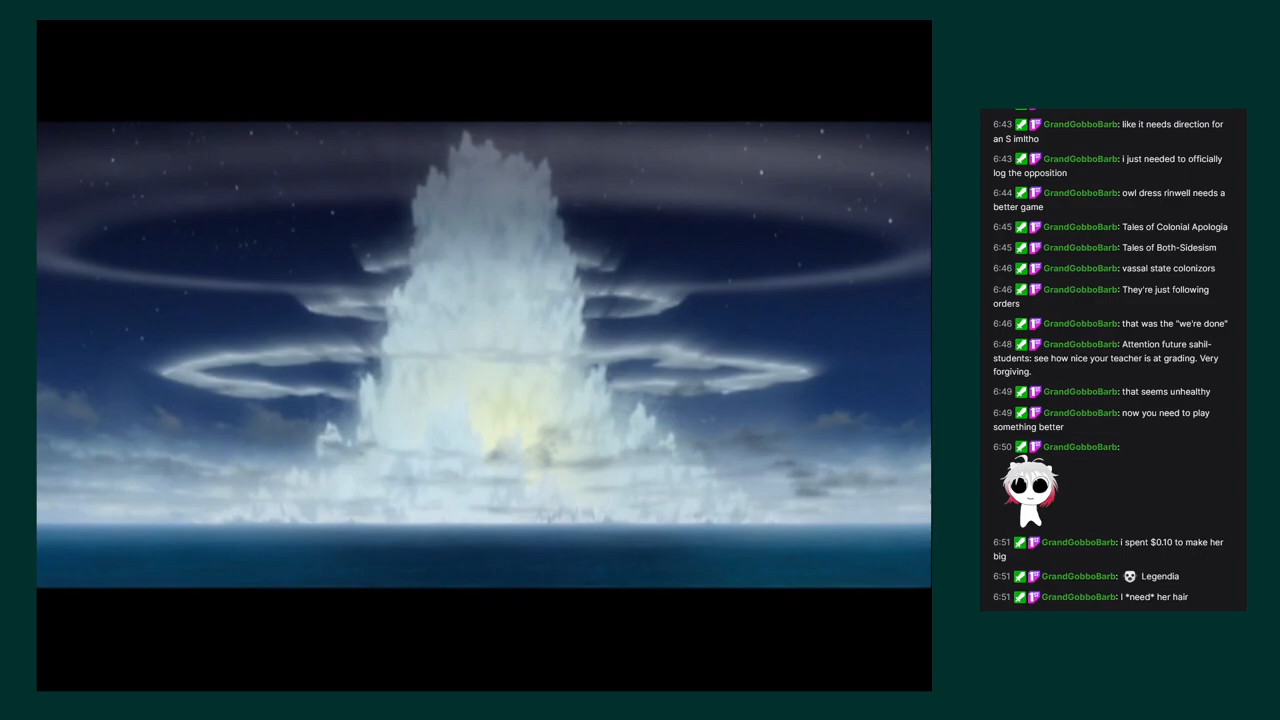 6:43 GrandGobboBarb: like it needs direction for
an S imltho
6:43 GrandGobboBarb: i just needed to officially
log the opposition
6:44 GrandGobboBarb: owl dress rinwell needs a
better game
6:45 GrandGobboBarb: Tales of Colonial Apologia
6:45 GrandGobboBarb: Tales of Both-Sidesism
6:46 GrandGobboBarb: vassal state colonizors
6:46 GrandGobboBarb: They're just following
orders
6:46 GrandGobboBarb: that was the "we're done"
6:48 GrandGobboBarb: Attention future sahil-
students: see how nice your teacher is at grading. Very
forgiving.
6:49 GrandGobboBarb: that seems unhealthy
6:49 GrandGobboBarb: now you need to play
something better
6:50 GrandGobboBarb:
6:51 GrandGobboBarb: i spent $0.10 to make her
big
6:51 GrandGobboBarb: Legendia
6:51 GrandGobboBarb: I *need* her hair